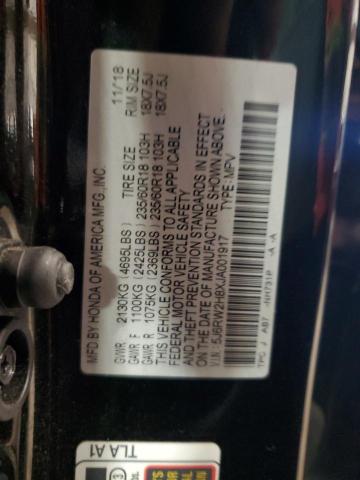 MFD BY HONDA OF AMERICA MFG., INC. 11/18
GVWR 2130KG (4695LBS) TIRE SIZE RIM SIZE
GAWR F 1100KG (2425LBS) 235/60R18 103H 18X7.5J
GAWR R 1075KG (2369LBS) 235/60R18 103H 18X7.5J
THIS VEHICLE CONFORMS TO ALL APPLICABLE
FEDERAL MOTOR VEHICLE SAFETY
AND THEFT PREVENTION STANDARDS IN EFFECT
ON THE DATE OF MANUFACTURE SHOWN ABOVE.
V.I.N.: 5J6RW2H8XJA001917 TYPE: MPV
TLA A1